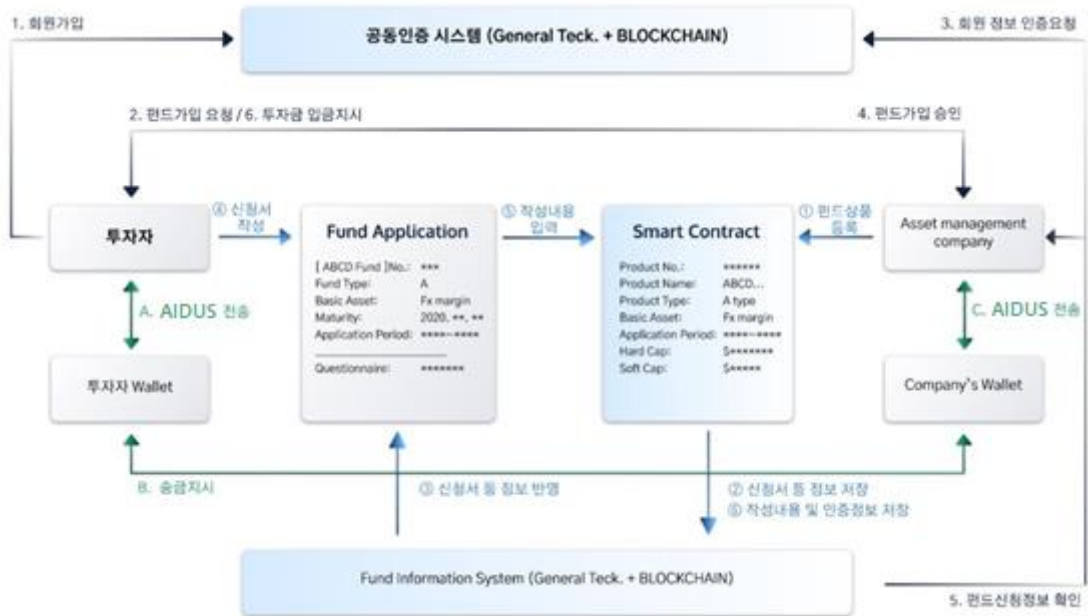 1. 회원가입
공동인증 시스템 (General Teck. + BLOCKCHAIN)
3. 회원 정보 인증요청
2. 펀드가입 요청 / 6. 투자금 입금지시
4. 펀드가입 승인
투자자
④ 신청서
작성
Fund Application
[ ABCD Fund ]No.: ***
Fund Type: A
Basic Asset: Fx margin
Maturity: 2020. **, **
Application Period: ****~****
Questionnaire: *******
⑤ 작성내용
입력
Smart Contract
Product No.: ******
Product Name: ABCD...
Product Type: A type
Basic Asset: Fx margin
Application Period: ****~****
Hard Cap: $*******
Soft Cap: $*****
① 펀드상품
등록
Asset management
company
A. AIDUS 전송
C. AIDUS 전송
투자자 Wallet
Company's Wallet
B. 송금지시
③ 신청서 등 정보 반영
② 신청서 등 정보 저장
⑥ 작성내용 및 인증정보 저장
Fund Information System (General Teck. + BLOCKCHAIN)
5. 펀드신청정보 확인